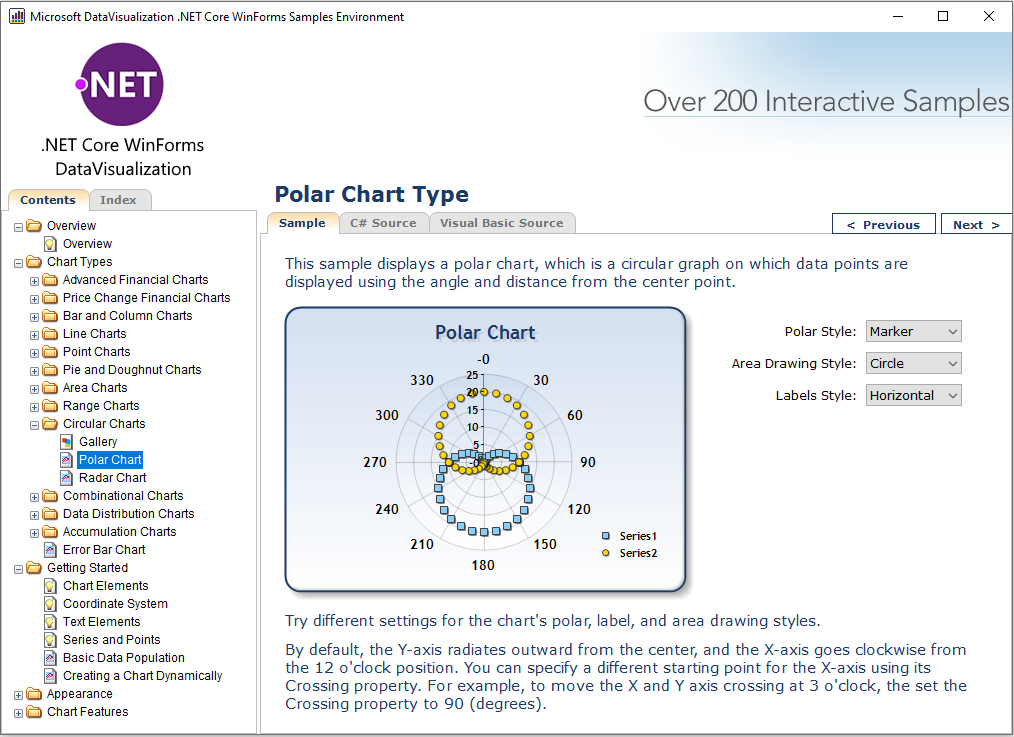 Microsoft DataVisualization .NET Core WinForms Samples Environment
.NET
.NET Core WinForms
DataVisualization
Over 200 Interactive Samples
Contents
Index
Overview
Overview
Chart Types
Advanced Financial Charts
Price Change Financial Charts
Bar and Column Charts
Line Charts
Point Charts
Pie and Doughnut Charts
Area Charts
Range Charts
Circular Charts
Gallery
Polar Chart
Radar Chart
Combinational Charts
Data Distribution Charts
Accumulation Charts
Error Bar Chart
Getting Started
Chart Elements
Coordinate System
Text Elements
Series and Points
Basic Data Population
Creating a Chart Dynamically
Appearance
Chart Features
Polar Chart Type
Sample
C# Source
Visual Basic Source
< Previous
Next >
This sample displays a polar chart, which is a circular graph on which data points are
displayed using the angle and distance from the center point.
Polar Chart
-0
330
30
300
60
270
90
240
120
210
150
180
25
20
15
10
5
-0
Series1
Series2
Polar Style: Marker
Area Drawing Style: Circle
Labels Style: Horizontal
Try different settings for the chart's polar, label, and area drawing styles.
By default, the Y-axis radiates outward from the center, and the X-axis goes clockwise from
the 12 o'clock position. You can specify a different starting point for the X-axis using its
Crossing property. For example, to move the X and Y axis crossing at 3 o'clock, the set the
Crossing property to 90 (degrees).